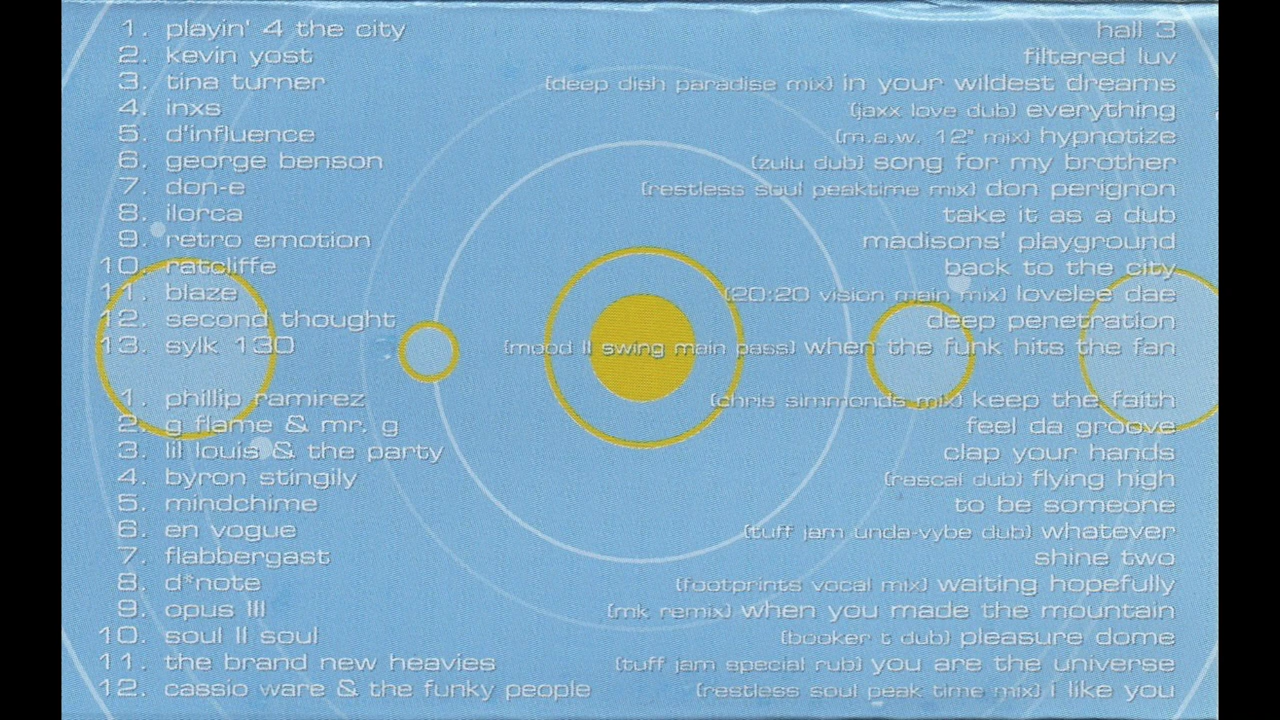 1. playin' 4 the city hall 3
2. kevin yost filtered luv
3. tina turner (deep dish paradise mix) in your wildest dreams
4. inxs (jaxx love dub) everything
5. d'influence (m.a.w. 12" mix) hypnotize
6. george benson (zulu dub) song for my brother
7. don-e (restless soul peaktime mix) don perignon
8. ilorca take it as a dub
9. retro emotion madisons' playground
10. ratcliffe back to the city
11. blaze (20:20 vision main mix) lovelee dae
12. second thought deep penetration
13. sylk 130 (mood II swing main pass) when the funk hits the fan
1. phillip ramirez (chris simmonds mix) keep the faith
2. g flame & mr. g feel da groove
3. lil louis & the party clap your hands
4. byron stingily (rascal dub) flying high
5. mindchime to be someone
6. en vogue (tuff jam unda-vybe dub) whatever
7. flabbergast shine two
8. d*note (footprints vocal mix) waiting hopefully
9. opus III (mk remix) when you made the mountain
10. soul II soul (booker t dub) pleasure dome
11. the brand new heavies (tuff jam special rub) you are the universe
12. cassio ware & the funky people (restless soul peak time mix) i like you